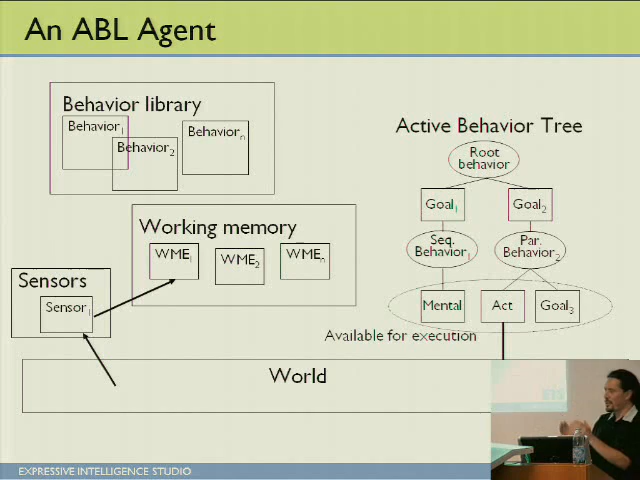 An ABL Agent
Behavior library
Behavior1
Behavior2
Behaviorn
Working memory
WME1
WME2
WMEn
Sensors
Sensor1
World
Active Behavior Tree
Root
behavior
Goal1
Goal2
Seq.
Behavior1
Par.
Behavior2
Mental
Act
Goal3
Available for execution
EXPRESSIVE INTELLIGENCE STUDIO